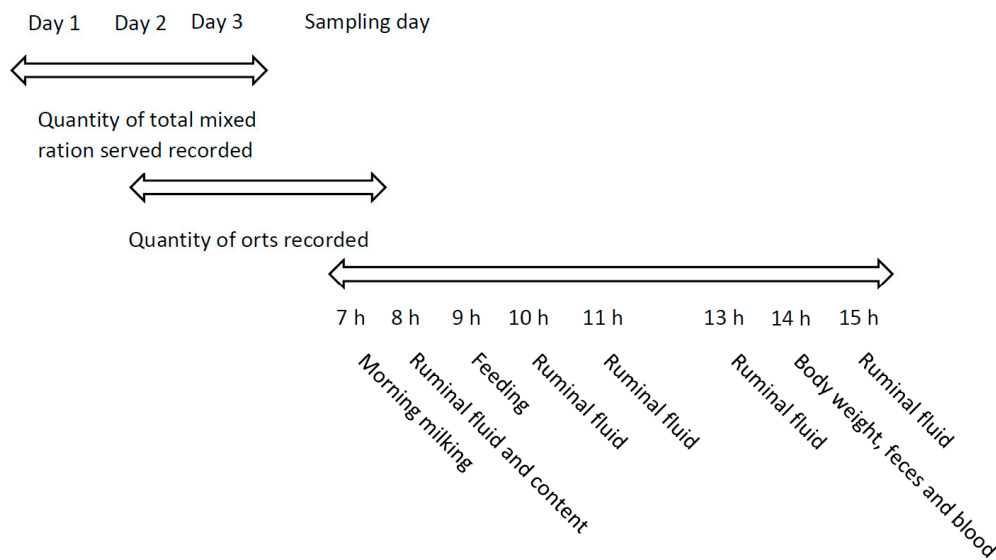 Day 1 Day 2 Day 3 Sampling day
Quantity of total mixed
ration served recorded
Quantity of orts recorded
7 h 8 h 9 h 10 h 11 h 13 h 14 h 15 h
Morning milking
Ruminal fluid and content
Feeding
Ruminal fluid
Ruminal fluid
Ruminal fluid
Body weight, feces and blood
Ruminal fluid